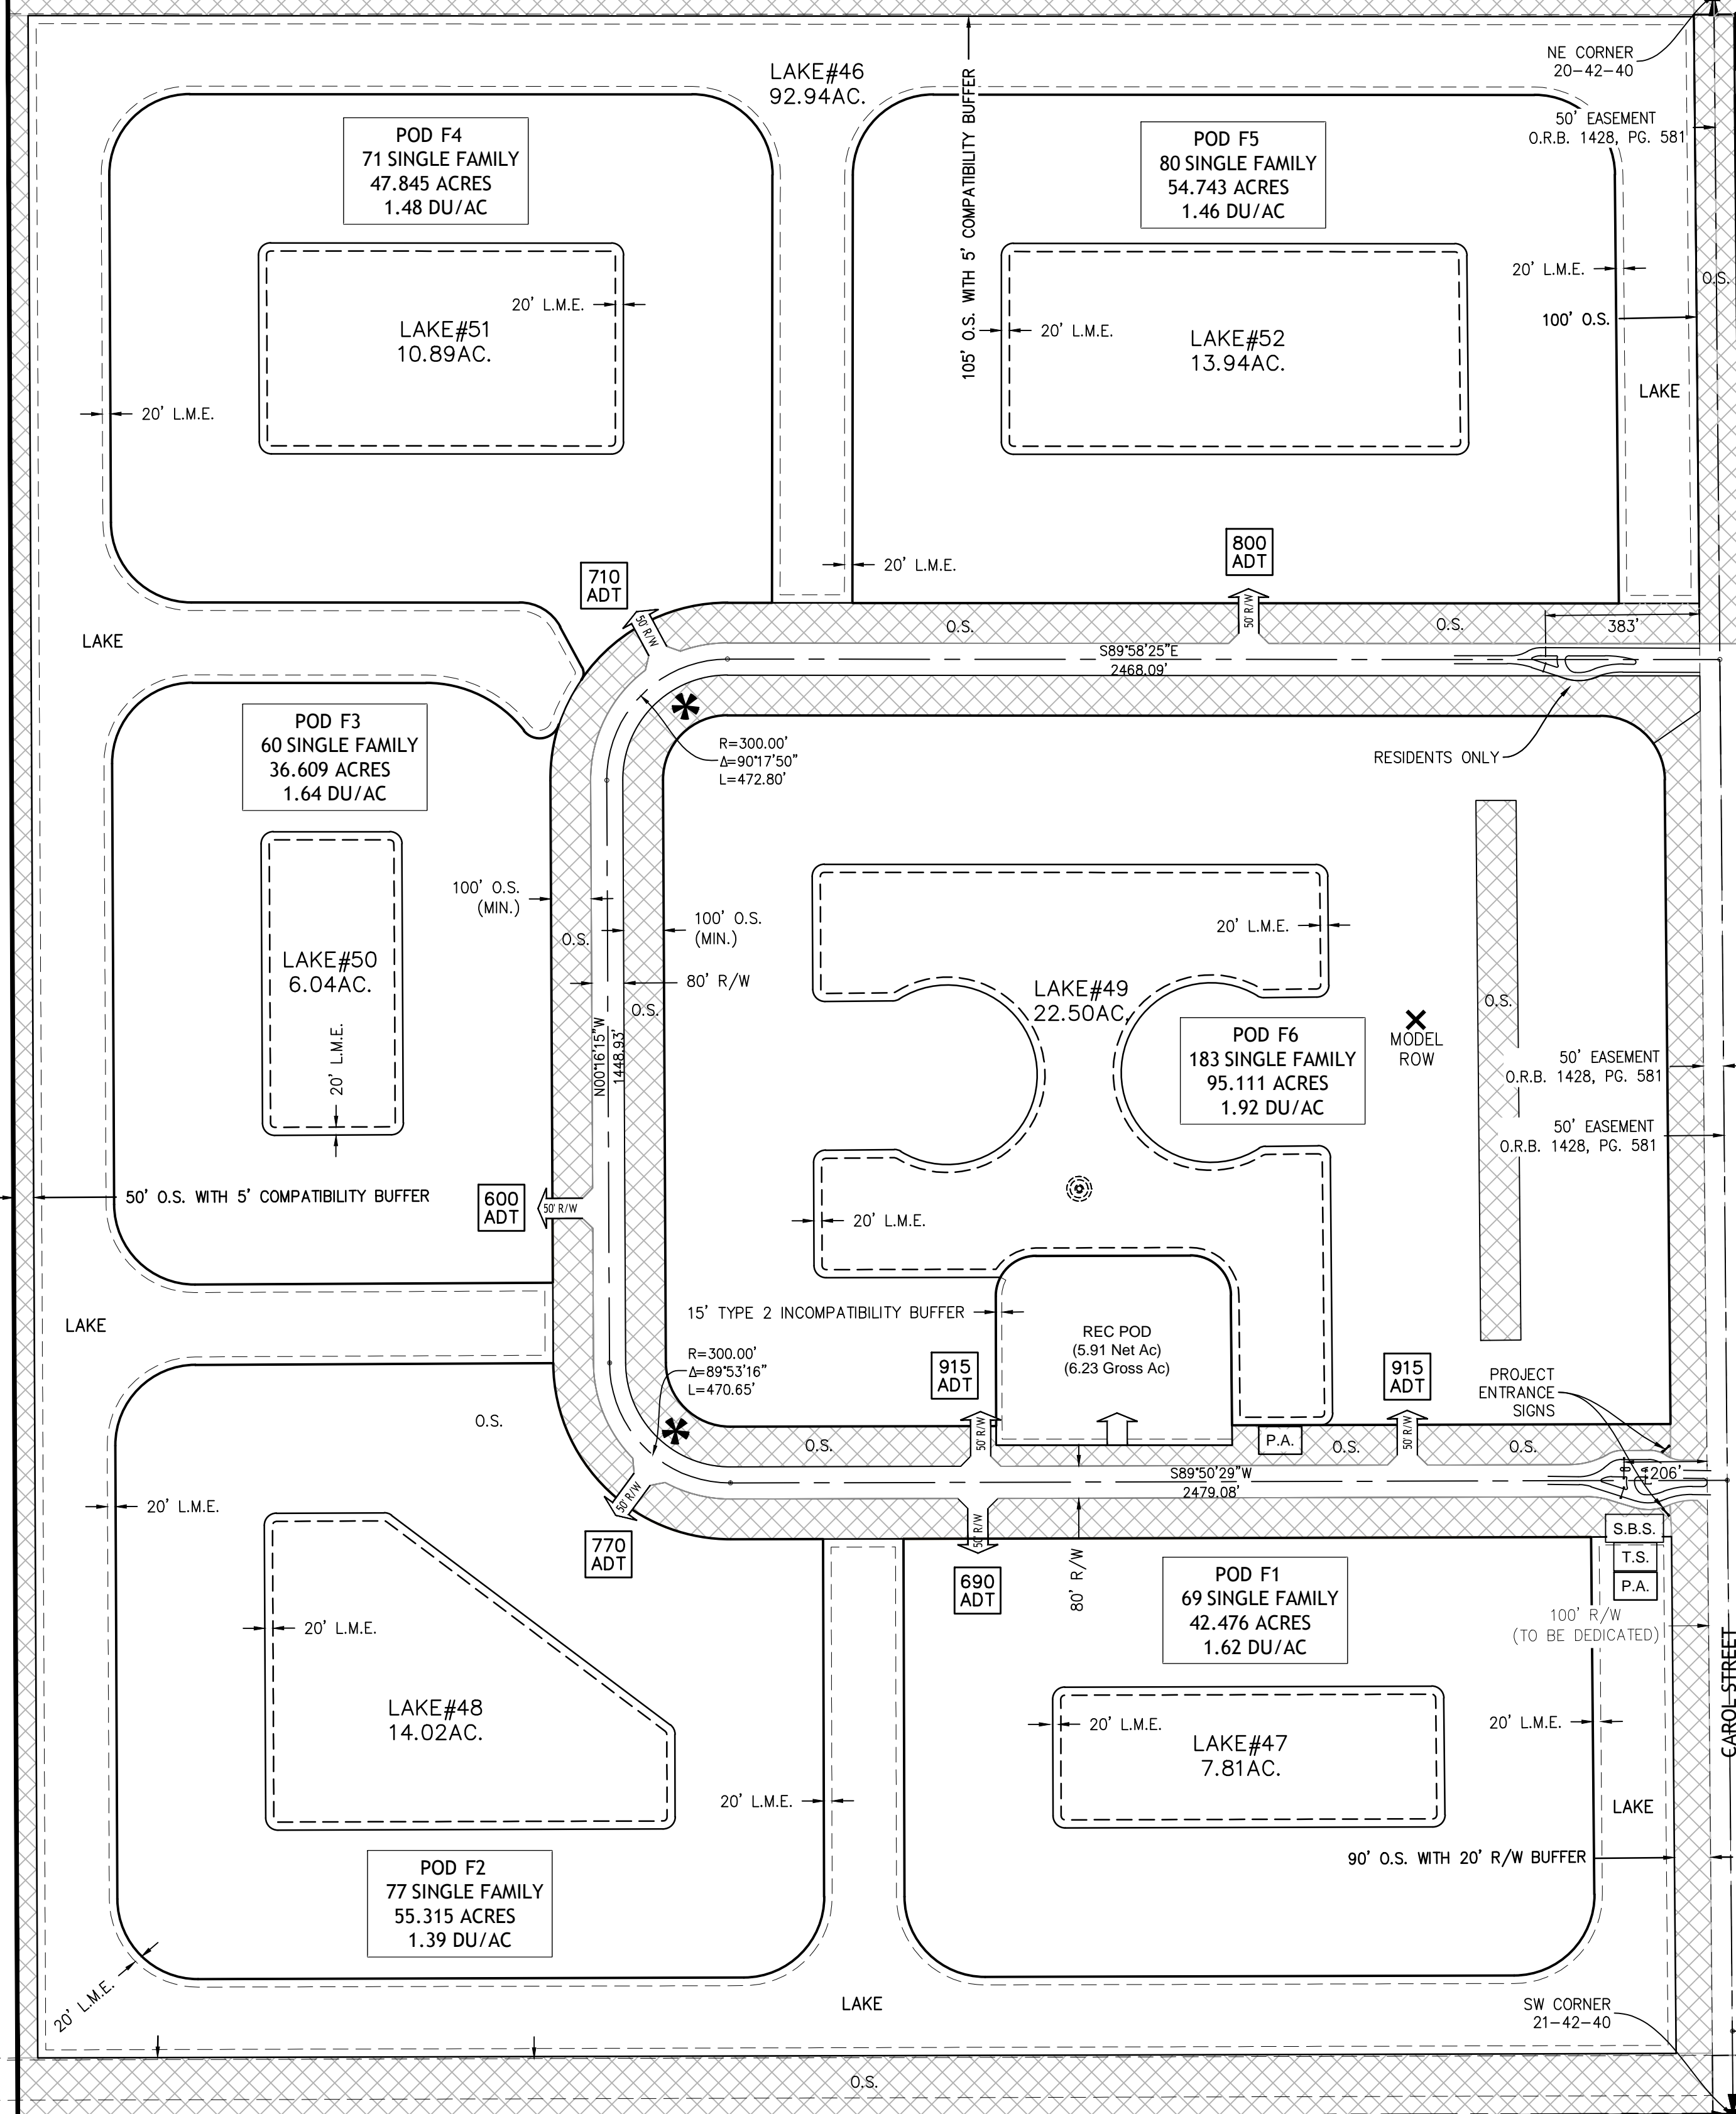 NE CORNER
20-42-40
LAKE#46
92.94AC.
105' O.S. WITH 5' COMPATIBILITY BUFFER
50' EASEMENT
O.R.B. 1428, PG. 581
POD F4
71 SINGLE FAMILY
47.845 ACRES
1.48 DU/AC
POD F5
80 SINGLE FAMILY
54.743 ACRES
1.46 DU/AC
20' L.M.E.
O.S.
20' L.M.E.
LAKE#51
10.89AC.
20' L.M.E.
LAKE#52
13.94AC.
100' O.S.
LAKE
20' L.M.E.
800
ADT
20' L.M.E.
710
ADT
50' R/W
50' R/W
O.S.
O.S.
383'
LAKE
S89°58'25"E
2468.09'
POD F3
60 SINGLE FAMILY
36.609 ACRES
1.64 DU/AC
R=300.00'
Δ=90°17'50"
L=472.80'
RESIDENTS ONLY
100' O.S.
(MIN.)
100' O.S.
(MIN.)
20' L.M.E.
O.S.
LAKE#50
6.04AC.
80' R/W
O.S.
LAKE#49
22.50AC.
O.S.
20' L.M.E.
N00°16'15"W
1448.93'
POD F6
183 SINGLE FAMILY
95.111 ACRES
1.92 DU/AC
MODEL
ROW
50' EASEMENT
O.R.B. 1428, PG. 581
50' EASEMENT
O.R.B. 1428, PG. 581
50' O.S. WITH 5' COMPATIBILITY BUFFER
600
ADT
50' R/W
20' L.M.E.
LAKE
15' TYPE 2 INCOMPATIBILITY BUFFER
REC POD
(5.91 Net Ac)
(6.23 Gross Ac)
R=300.00'
Δ=89°53'16"
L=470.65'
915
ADT
915
ADT
PROJECT
ENTRANCE
SIGNS
O.S.
O.S.
50' R/W
P.A.
O.S.
50' R/W
O.S.
S89°50'29"W
2479.08'
206'
20' L.M.E.
50' R/W
50' R/W
770
ADT
690
ADT
80' R/W
S.B.S.
T.S.
P.A.
POD F1
69 SINGLE FAMILY
42.476 ACRES
1.62 DU/AC
100' R/W
(TO BE DEDICATED)
CAROL STREET
20' L.M.E.
LAKE#48
14.02AC.
20' L.M.E.
20' L.M.E.
LAKE#47
7.81AC.
20' L.M.E.
LAKE
90' O.S. WITH 20' R/W BUFFER
POD F2
77 SINGLE FAMILY
55.315 ACRES
1.39 DU/AC
20' L.M.E.
LAKE
SW CORNER
21-42-40
O.S.